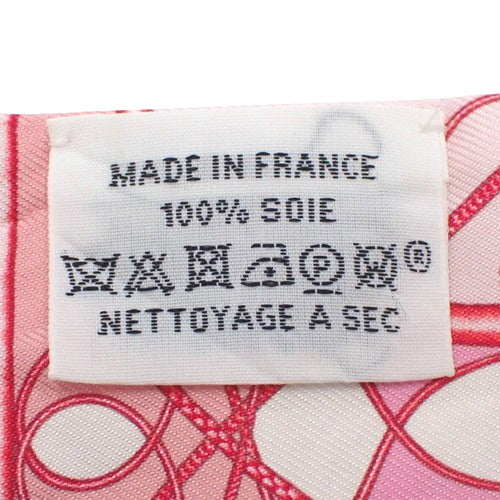 MADE IN FRANCE
100% SOIE
P W ®
NETTOYAGE A SEC